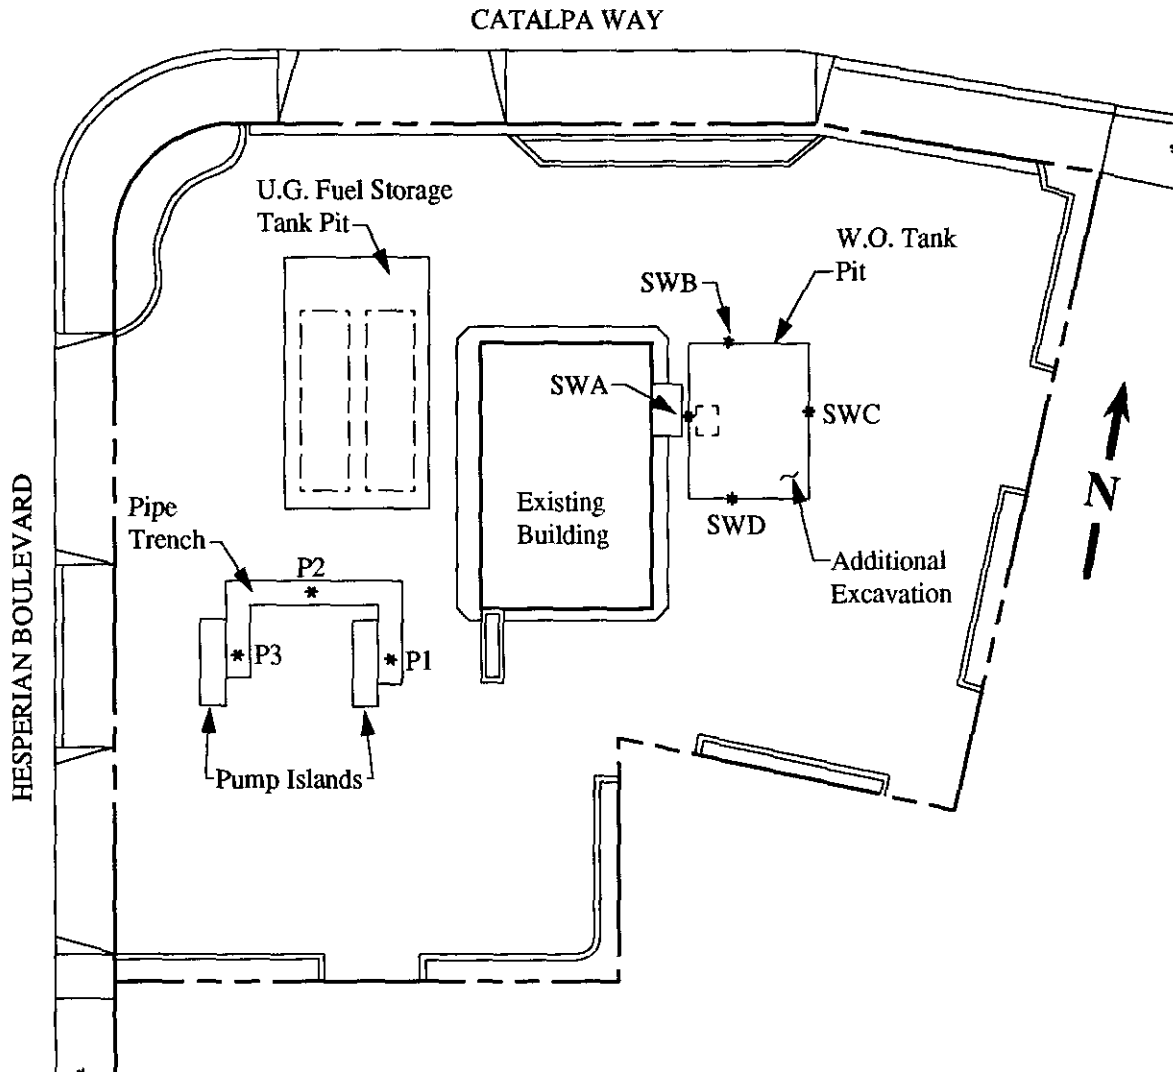 CATALPA WAY
U.G. Fuel Storage
Tank Pit
W.O. Tank
Pit
SWB
SWA
SWC
Existing
Building
SWD
Additional
Excavation
N
HESPERIAN BOULEVARD
Pipe
Trench
P2
P3
P1
Pump Islands